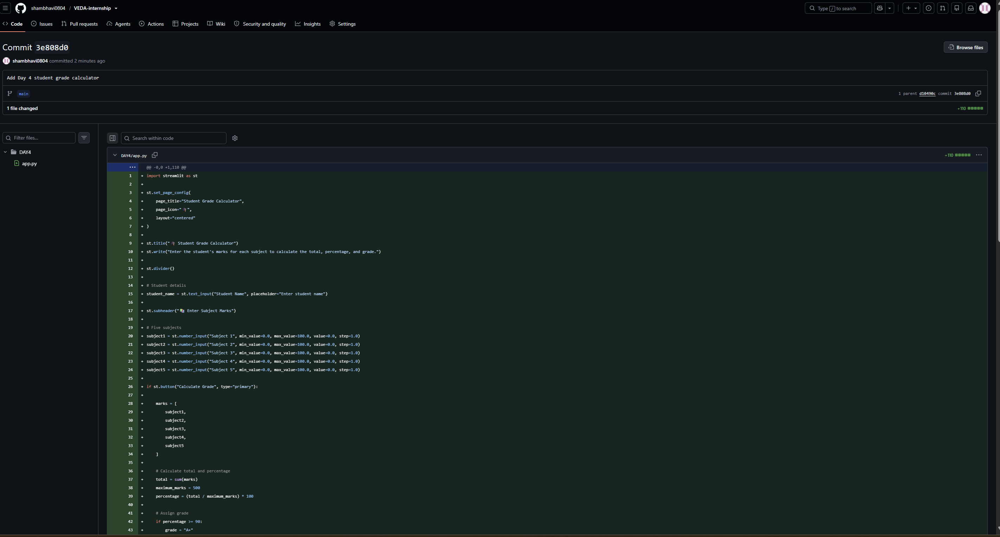 shambhavi0804 / VEDA-internship
Type / to search
Code Issues Pull requests Agents Actions Projects Wiki Security and quality Insights Settings
Commit 3e808d0
Browse files
shambhavi0804 committed 2 minutes ago
Add Day 4 student grade calculator
main
1 parent d10490c commit 3e808d0
1 file changed
+110
Filter files...
Search within code
DAY4
app.py
DAY4/app.py
+110
@@ -0,0 +1,110 @@
1 + import streamlit as st
2 +
3 + st.set_page_config(
4 +     page_title="Student Grade Calculator",
5 +     page_icon="🎓",
6 +     layout="centered"
7 + )
8 +
9 + st.title("🎓 Student Grade Calculator")
10 + st.write("Enter the student's marks for each subject to calculate the total, percentage, and grade.")
11 +
12 + st.divider()
13 +
14 + # Student details
15 + student_name = st.text_input("Student Name", placeholder="Enter student name")
16 +
17 + st.subheader("📚 Enter Subject Marks")
18 +
19 + # Five subjects
20 + subject1 = st.number_input("Subject 1", min_value=0.0, max_value=100.0, value=0.0, step=1.0)
21 + subject2 = st.number_input("Subject 2", min_value=0.0, max_value=100.0, value=0.0, step=1.0)
22 + subject3 = st.number_input("Subject 3", min_value=0.0, max_value=100.0, value=0.0, step=1.0)
23 + subject4 = st.number_input("Subject 4", min_value=0.0, max_value=100.0, value=0.0, step=1.0)
24 + subject5 = st.number_input("Subject 5", min_value=0.0, max_value=100.0, value=0.0, step=1.0)
25 +
26 + if st.button("Calculate Grade", type="primary"):
27 +
28 +     marks = [
29 +         subject1,
30 +         subject2,
31 +         subject3,
32 +         subject4,
33 +         subject5
34 +     ]
35 +
36 +     # Calculate total and percentage
37 +     total = sum(marks)
38 +     maximum_marks = 500
39 +     percentage = (total / maximum_marks) * 100
40 +
41 +     # Assign grade
42 +     if percentage >= 90:
43 +         grade = "A+"